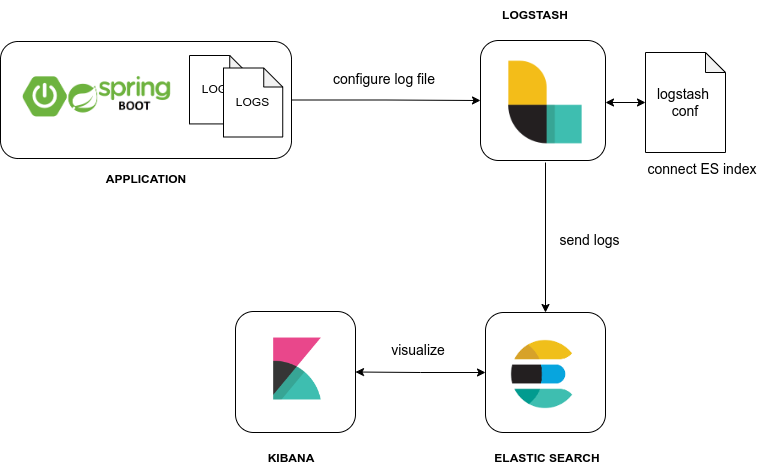 LOGSTASH
spring
BOOT
LOGS
configure log file
logstash
conf
APPLICATION
connect ES index
send logs
visualize
KIBANA
ELASTIC SEARCH